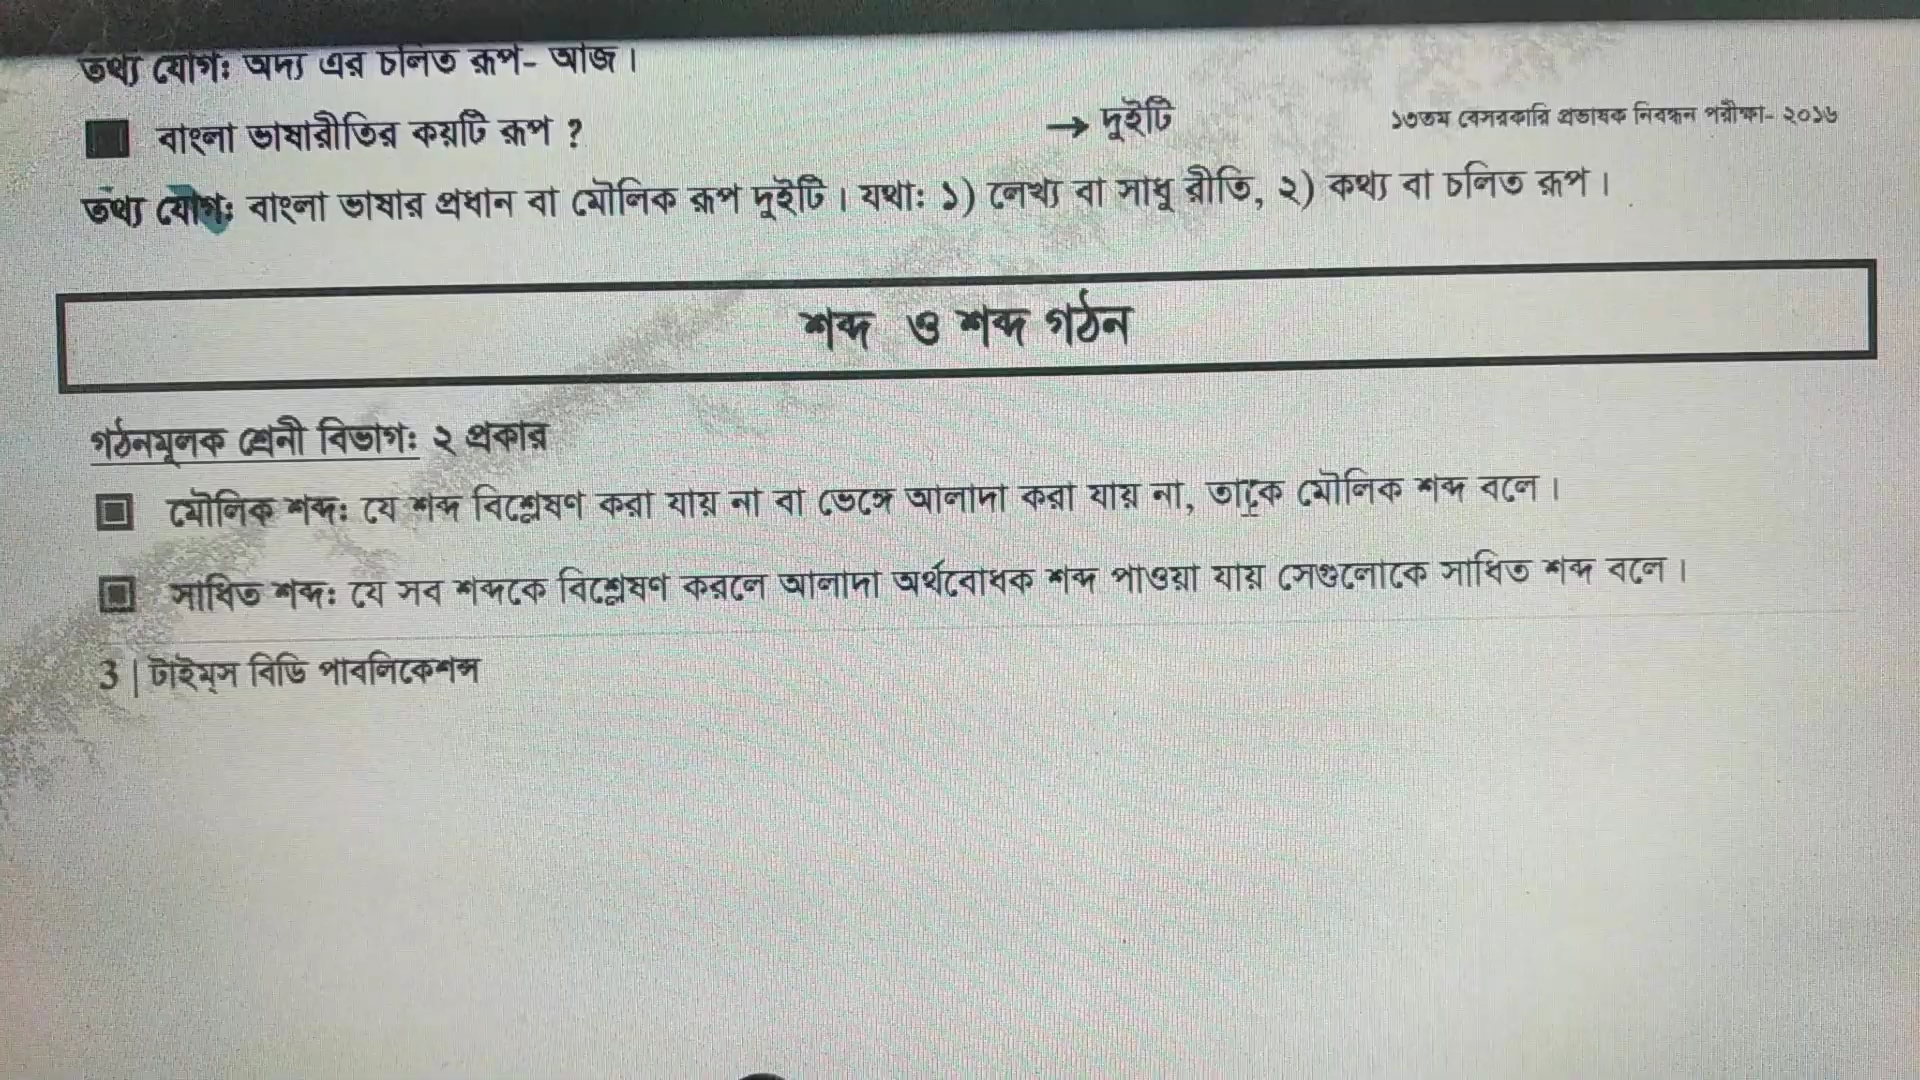 তথ্য যোগঃ অদ্য এর চলিত রূপ- আজ।
বাংলা ভাষারীতির কয়টি রূপ ? → দুইটি ১৩তম বেসরকারি প্রভাষক নিবন্ধন পরীক্ষা- ২০১৬
তথ্য যোগঃ বাংলা ভাষার প্রধান বা মৌলিক রূপ দুইটি। যথা: ১) লেখ্য বা সাধু রীতি, ২) কথ্য বা চলিত রূপ।
শব্দ ও শব্দ গঠন
গঠনমূলক শ্রেনী বিভাগঃ ২ প্রকার
মৌলিক শব্দঃ যে শব্দ বিশ্লেষণ করা যায় না বা ভেঙ্গে আলাদা করা যায় না, তাকে মৌলিক শব্দ বলে।
সাধিত শব্দঃ যে সব শব্দকে বিশ্লেষণ করলে আলাদা অর্থবোধক শব্দ পাওয়া যায় সেগুলোকে সাধিত শব্দ বলে।
3 | টাইম্স বিডি পাবলিকেশন্স